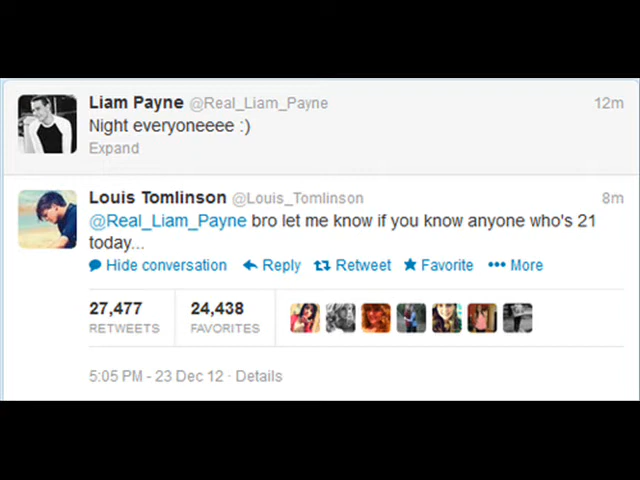 Liam Payne @Real_Liam_Payne 12m
Night everyoneeee :)
Expand
Louis Tomlinson @Louis_Tomlinson 8m
@Real_Liam_Payne bro let me know if you know anyone who's 21
today...
Hide conversation Reply Retweet Favorite More
27,477 24,438
RETWEETS FAVORITES
5:05 PM - 23 Dec 12 · Details